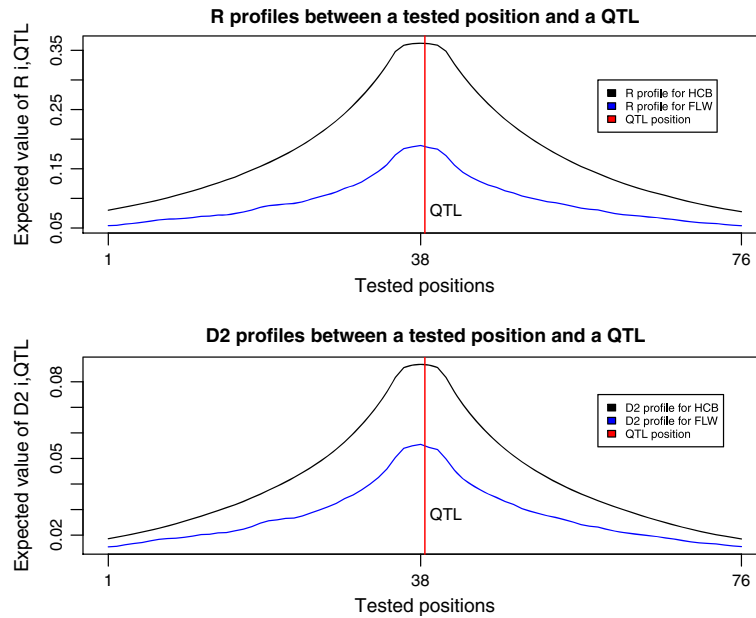 R profiles between a tested position and a QTL
Expected value of R i,QTL
0.35
0.25
0.15
0.05
R profile for HCB
R profile for FLW
QTL position
QTL
1
38
76
Tested positions
D2 profiles between a tested position and a QTL
Expected value of D2 i,QTL
0.08
0.05
0.02
D2 profile for HCB
D2 profile for FLW
QTL position
QTL
1
38
76
Tested positions